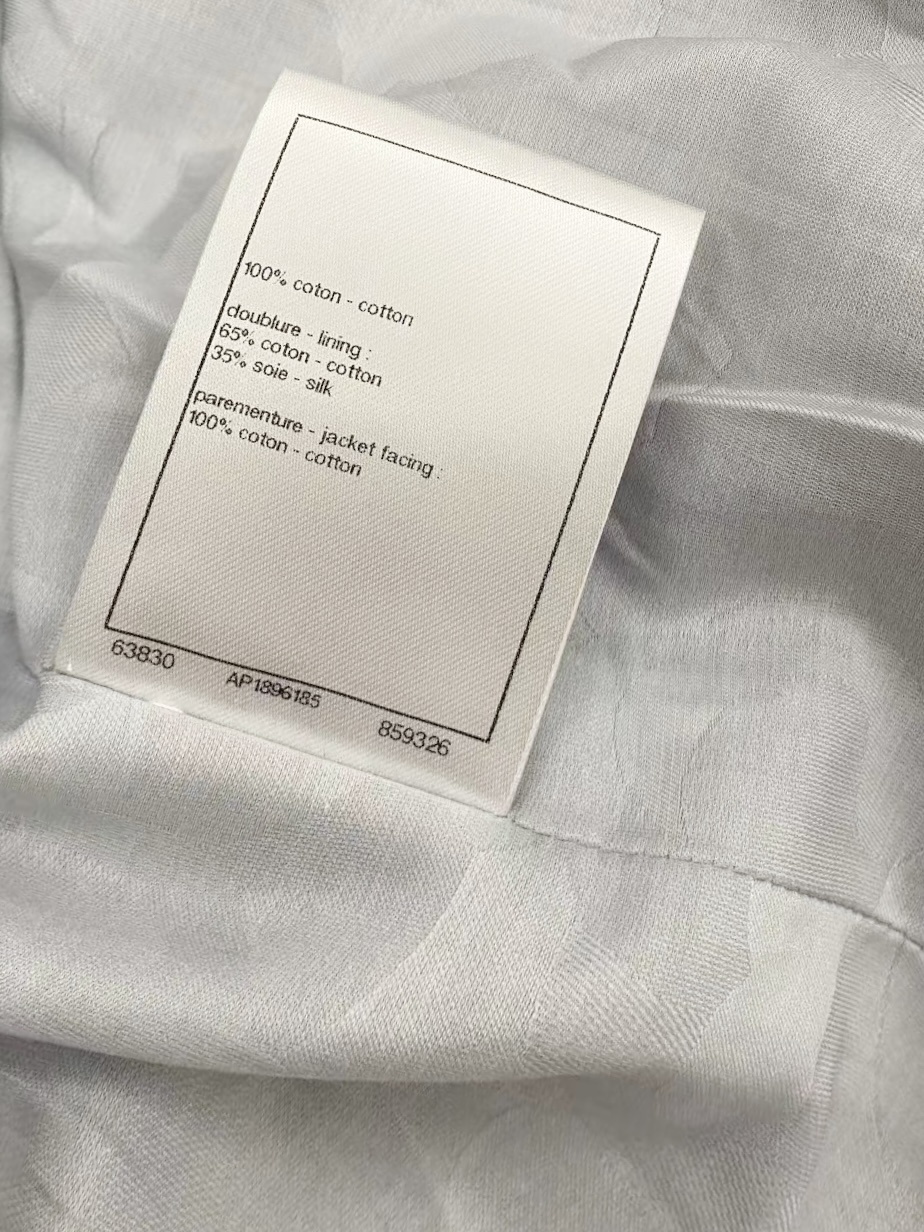 100% coton - cotton
doublure - lining :
65% coton - cotton
35% soie - silk
parementure - jacket facing :
100% coton - cotton
63830
AP1896185
859326